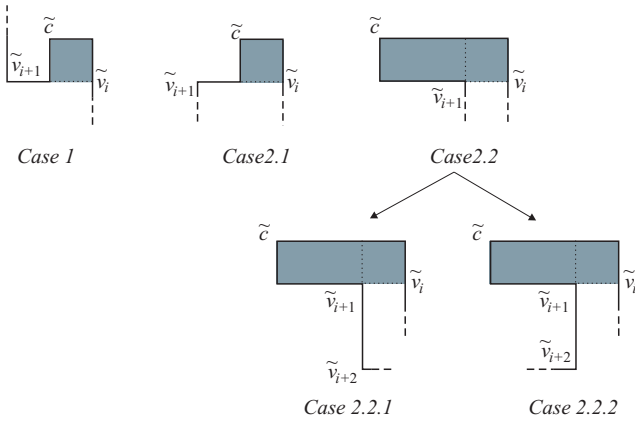 c̃ c̃ c̃
ṽᵢ₊₁ ṽᵢ ṽᵢ₊₁ ṽᵢ ṽᵢ₊₁ ṽᵢ
Case 1 Case2.1 Case2.2
c̃ c̃
ṽᵢ₊₁ ṽᵢ ṽᵢ₊₁ ṽᵢ
ṽᵢ₊₂ ṽᵢ₊₂
Case 2.2.1 Case 2.2.2